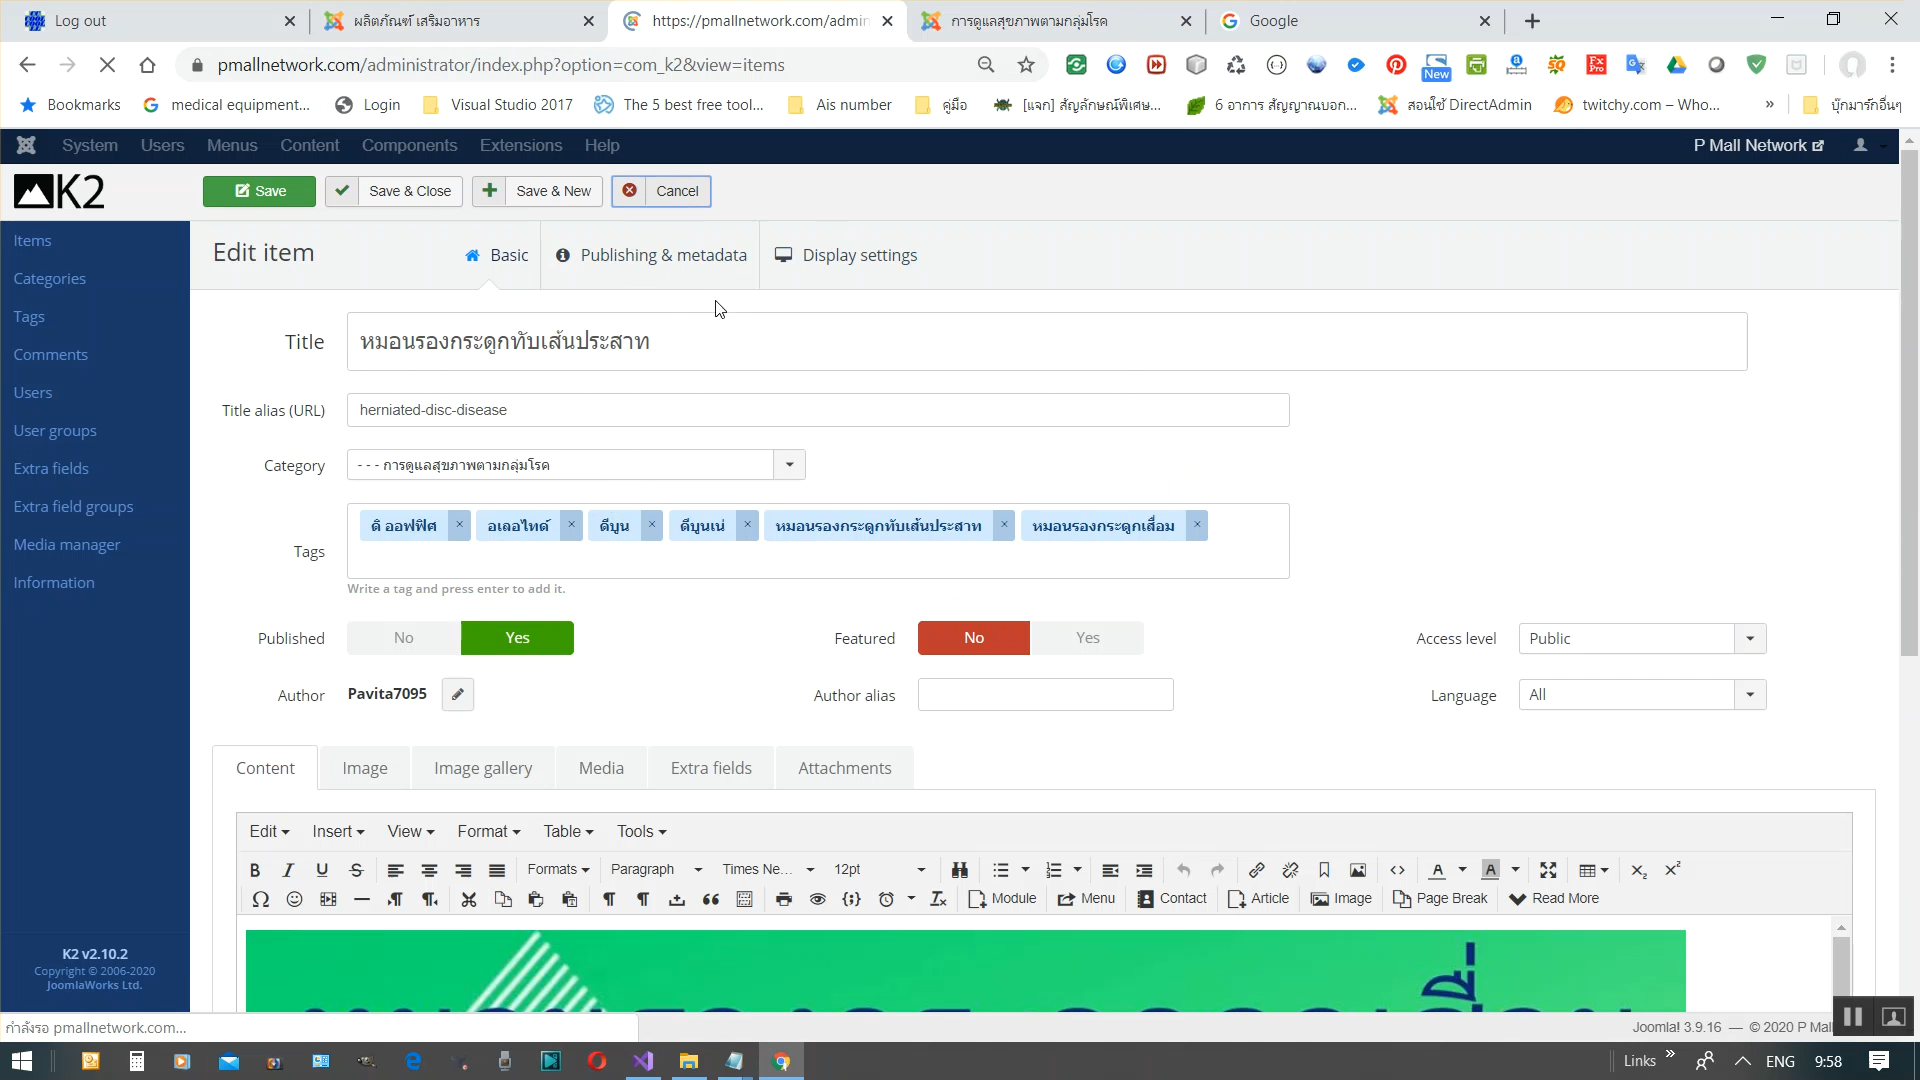 Log out
ผลิตภัณฑ์ เสริมอาหาร
https://pmallnetwork.com/admin
การดูแลสุขภาพตามกลุ่มโรค
Google
pmallnetwork.com/administrator/index.php?option=com_k2&view=items
New
Bookmarks
medical equipment...
Login
Visual Studio 2017
The 5 best free tool...
Ais number
คู่มือ
[แจก] สัญลักษณ์พิเศษ...
6 อาการ สัญญาณบอก...
สอนใช้ DirectAdmin
twitchy.com – Who...
»
บุ๊กมาร์กอื่นๆ
System Users Menus Content Components Extensions Help
P Mall Network
K2
Save
Save & Close
Save & New
Cancel
Items
Categories
Tags
Comments
Users
User groups
Extra fields
Extra field groups
Media manager
Information
K2 v2.10.2
Copyright © 2006-2020
JoomlaWorks Ltd.
Edit item
Basic
Publishing & metadata
Display settings
Title
หมอนรองกระดูกทับเส้นประสาท
Title alias (URL)
herniated-disc-disease
Category
- - - การดูแลสุขภาพตามกลุ่มโรค
Tags
ดิ ออฟฟิศ × อเลอไทด์ × ดีบูน × ดีบูนเน่ × หมอนรองกระดูกทับเส้นประสาท × หมอนรองกระดูกเสื่อม ×
Write a tag and press enter to add it.
Published No Yes
Featured No Yes
Access level Public
Author Pavita7095
Author alias
Language All
Content Image Image gallery Media Extra fields Attachments
Edit Insert View Format Table Tools
Formats Paragraph Times Ne... 12pt
Module Menu Contact Article Image Page Break Read More
กำลังรอ pmallnetwork.com...
Joomla! 3.9.16 — © 2020 P Mall
Links » ENG 9:58